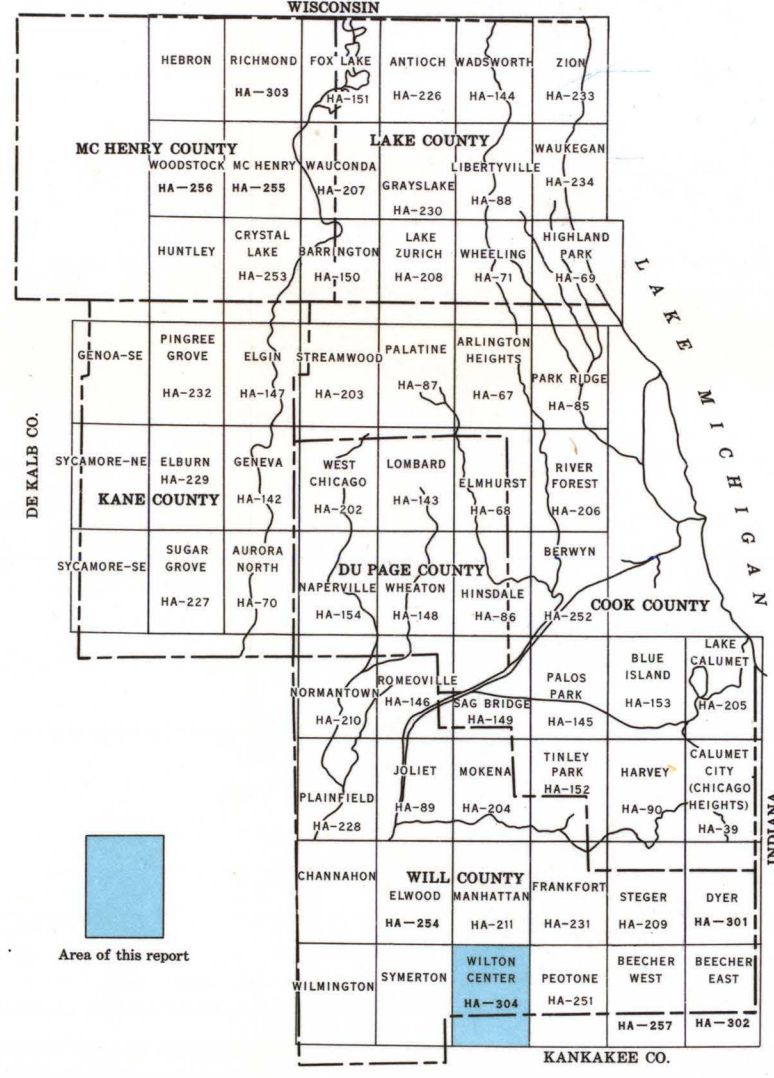 WISCONSIN
HEBRON RICHMOND FOX LAKE ANTIOCH WADSWORTH ZION
HA—303 HA—151 HA—226 HA—144 HA—233
MC HENRY COUNTY LAKE COUNTY
WOODSTOCK MC HENRY WAUCONDA GRAYSLAKE LIBERTYVILLE WAUKEGAN
HA—256 HA—255 HA—207 HA—230 HA—88 HA—234
HUNTLEY CRYSTAL LAKE BARRINGTON LAKE ZURICH WHEELING HIGHLAND PARK
HA—253 HA—150 HA—208 HA—71 HA—69
LAKE MICHIGAN
GENOA-SE PINGREE GROVE ELGIN STREAMWOOD PALATINE ARLINGTON HEIGHTS PARK RIDGE
HA—232 HA—147 HA—203 HA—87 HA—67 HA—85
DE KALB CO.
SYCAMORE-NE ELBURN GENEVA WEST CHICAGO LOMBARD ELMHURST RIVER FOREST
HA—229 HA—142 HA—202 HA—143 HA—68 HA—206
KANE COUNTY
SYCAMORE-SE SUGAR GROVE AURORA NORTH NAPERVILLE WHEATON HINSDALE BERWYN
HA—227 HA—70 HA—154 HA—148 HA—86 HA—252
DU PAGE COUNTY COOK COUNTY
NORMANTOWN ROMEOVILLE SAG BRIDGE PALOS PARK BLUE ISLAND LAKE CALUMET
HA—210 HA—146 HA—149 HA—145 HA—153 HA—205
PLAINFIELD JOLIET MOKENA TINLEY PARK HARVEY CALUMET CITY (CHICAGO HEIGHTS)
HA—228 HA—89 HA—204 HA—152 HA—90 HA—39
INDIANA
WILL COUNTY
CHANNAHON ELWOOD MANHATTAN FRANKFORT STEGER DYER
HA—254 HA—211 HA—231 HA—209 HA—301
WILMINGTON SYMERTON WILTON CENTER PEOTONE BEECHER WEST BEECHER EAST
HA—304 HA—251 HA—257 HA—302
KANKAKEE CO.
Area of this report